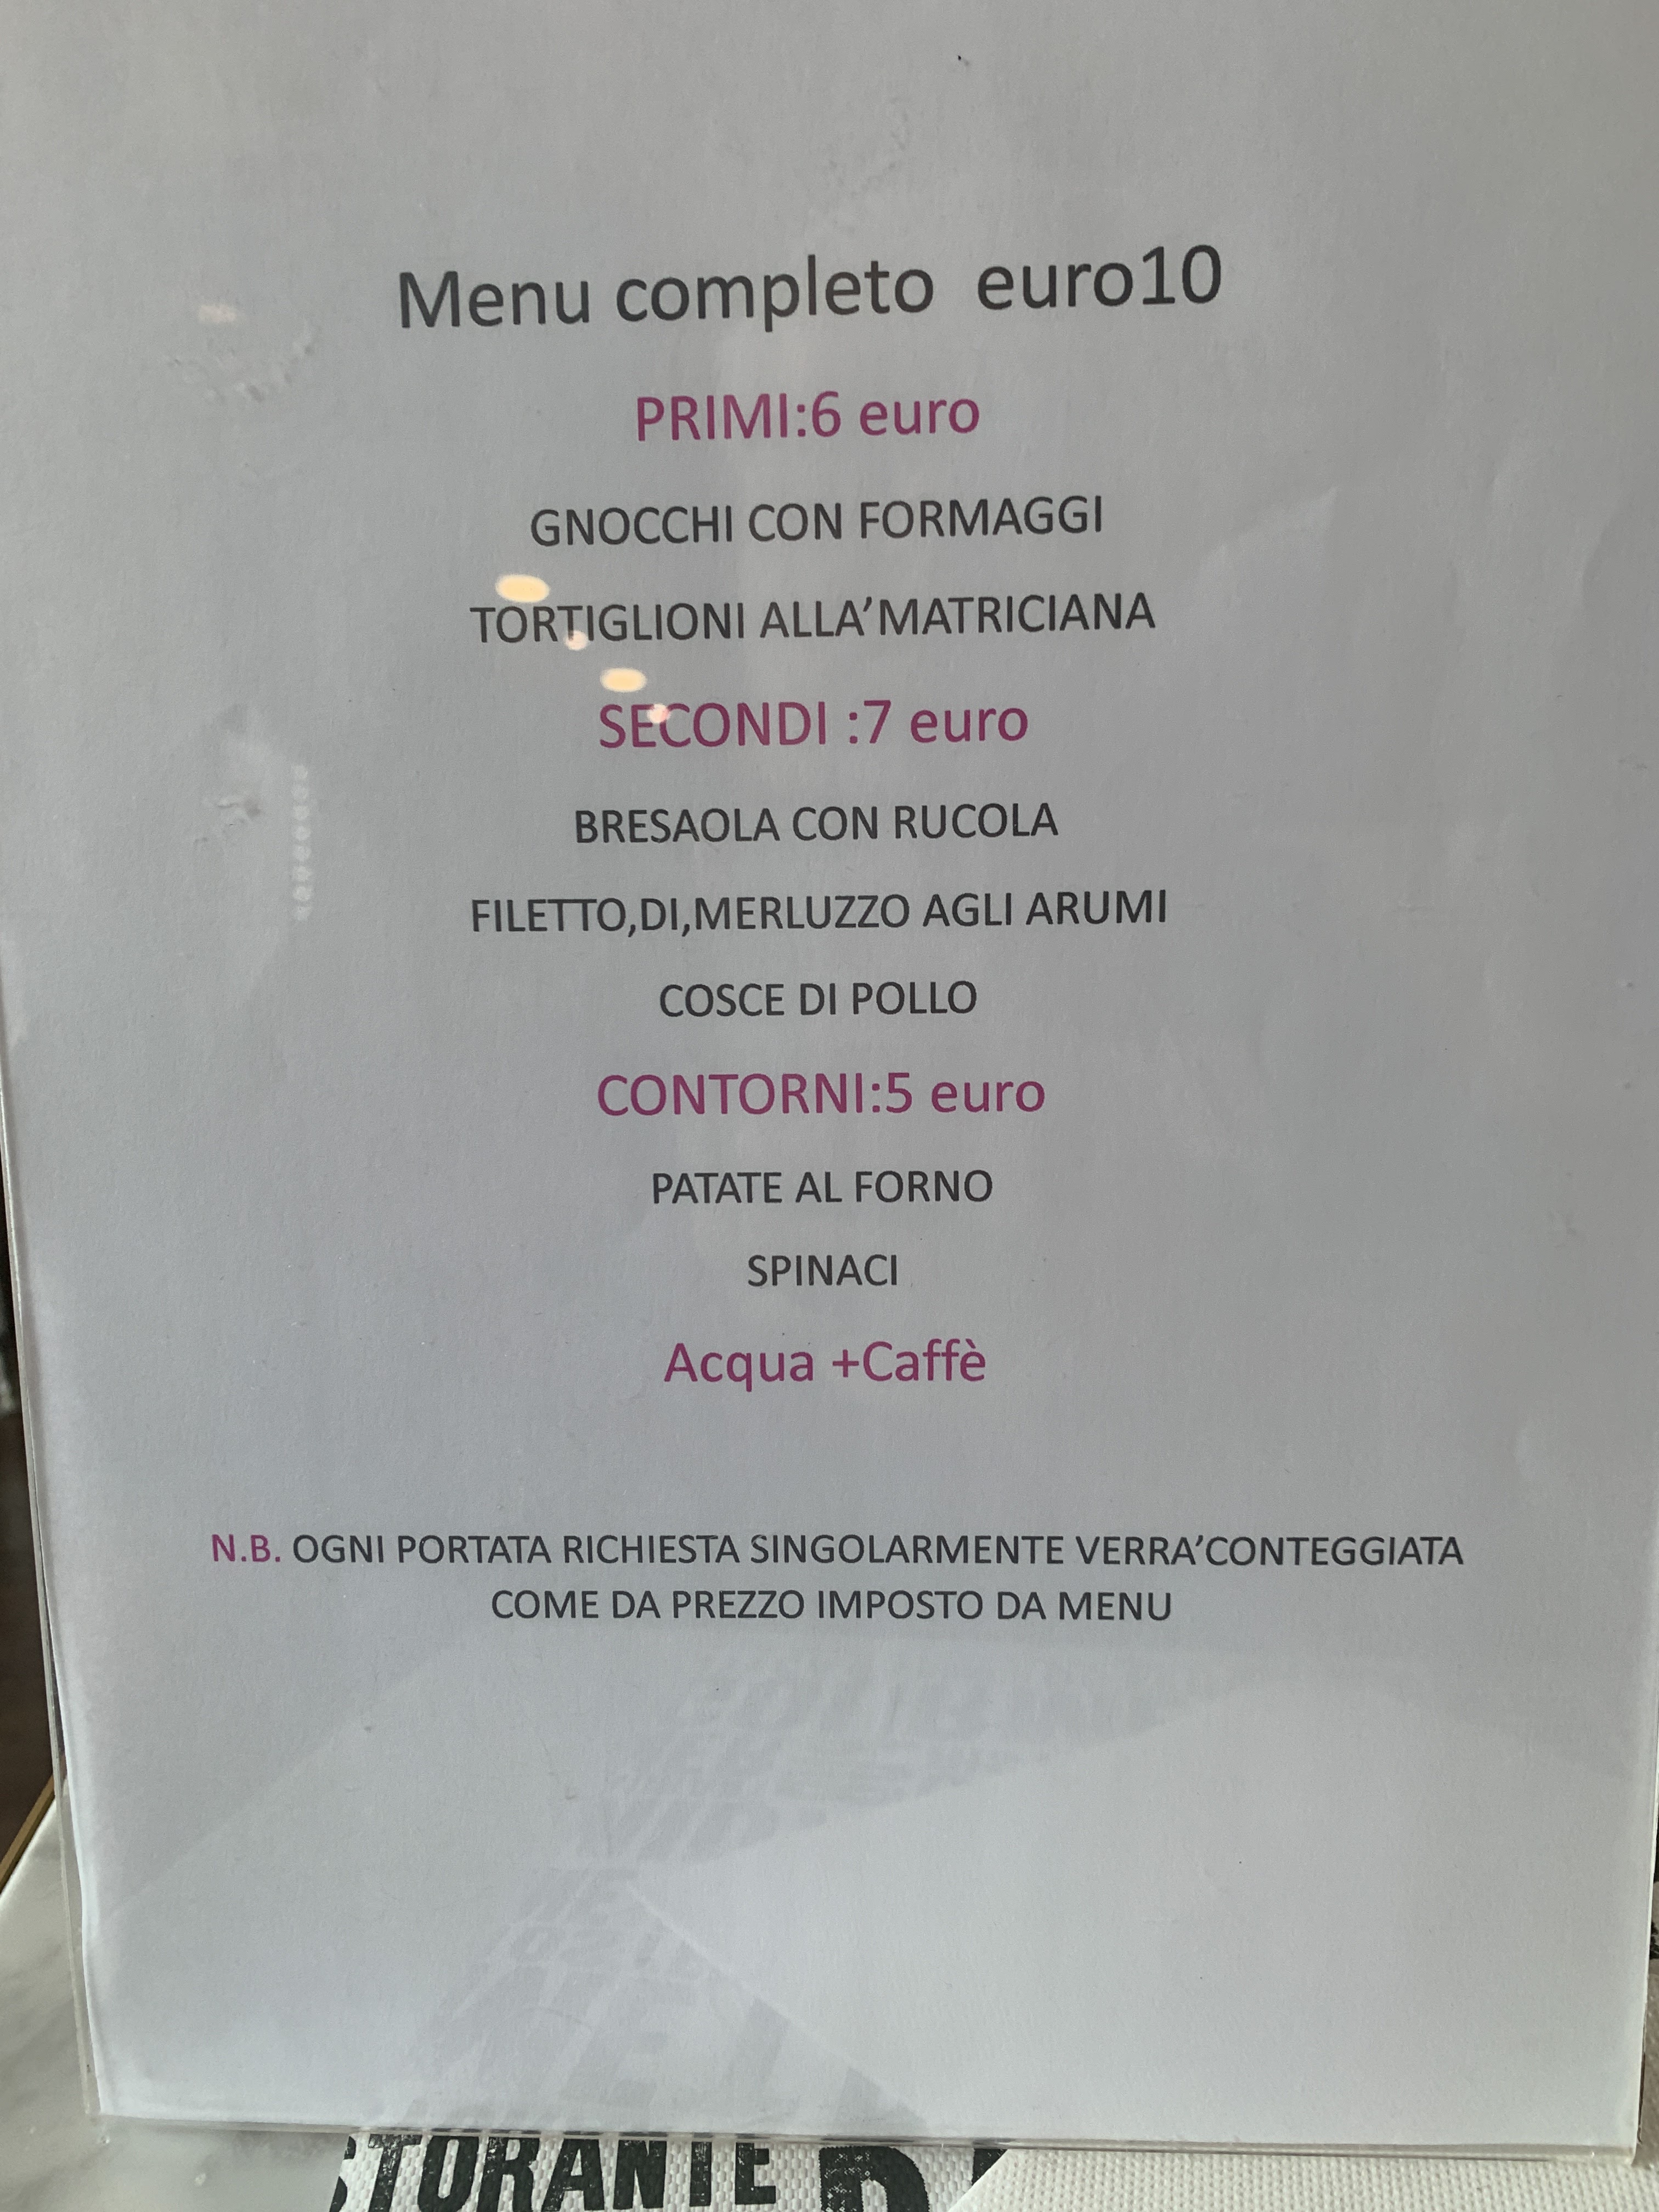 Menu completo euro10
PRIMI:6 euro
GNOCCHI CON FORMAGGI
TORTIGLIONI ALLA’MATRICIANA
SECONDI :7 euro
BRESAOLA CON RUCOLA
FILETTO,DI,MERLUZZO AGLI ARUMI
COSCE DI POLLO
CONTORNI:5 euro
PATATE AL FORNO
SPINACI
Acqua +Caffè
N.B. OGNI PORTATA RICHIESTA SINGOLARMENTE VERRA’CONTEGGIATA
COME DA PREZZO IMPOSTO DA MENU
STORANTE